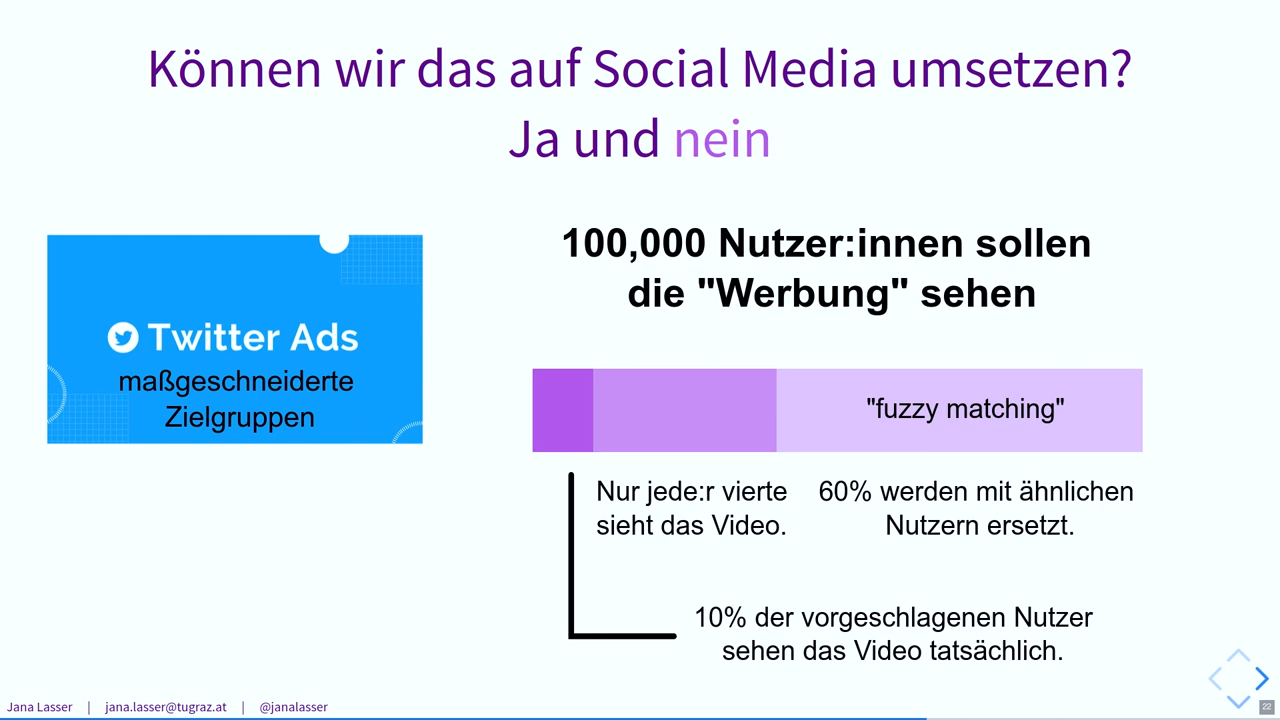 Können wir das auf Social Media umsetzen?
Ja und nein
Twitter Ads
maßgeschneiderte
Zielgruppen
100,000 Nutzer:innen sollen
die "Werbung" sehen
"fuzzy matching"
Nur jede:r vierte
sieht das Video.
60% werden mit ähnlichen
Nutzern ersetzt.
10% der vorgeschlagenen Nutzer
sehen das Video tatsächlich.
Jana Lasser | jana.lasser@tugraz.at | @janalasser
22